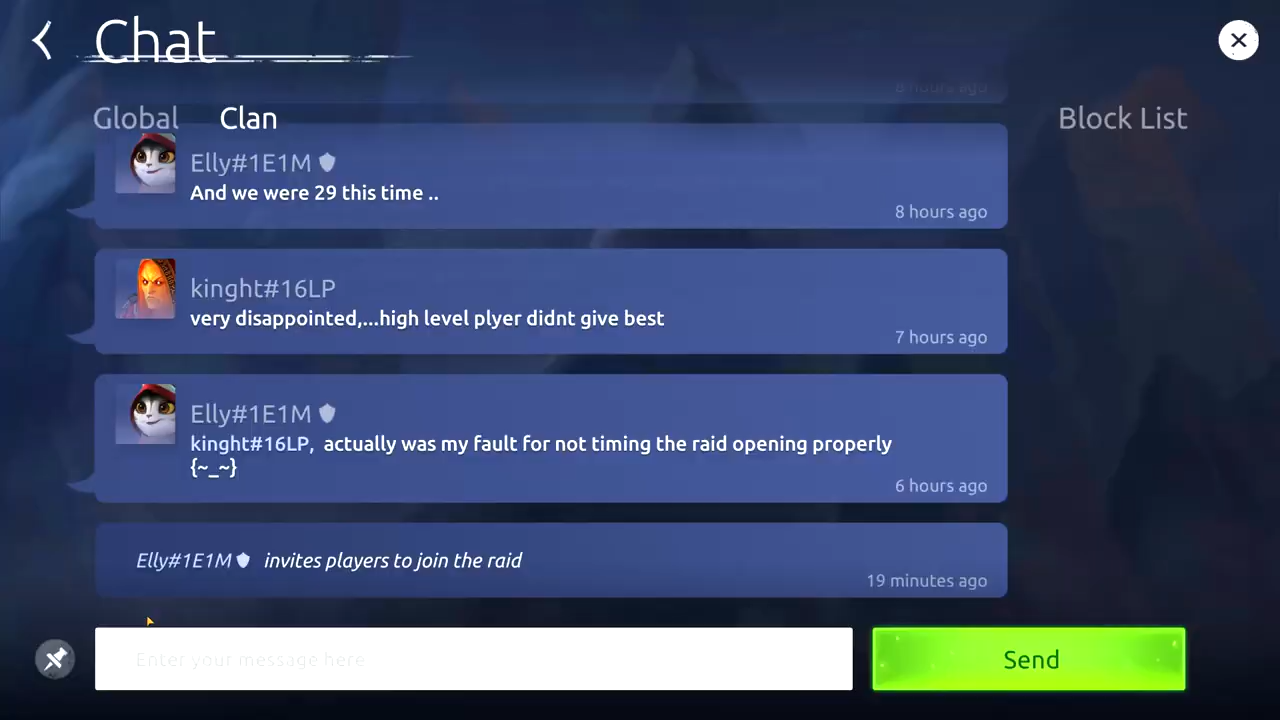 Chat
8 hours ago
Global
Clan
Block List
Elly#1E1M
And we were 29 this time ..
8 hours ago
kinght#16LP
very disappointed,...high level plyer didnt give best
7 hours ago
Elly#1E1M
kinght#16LP, actually was my fault for not timing the raid opening properly
{~_~}
6 hours ago
Elly#1E1M invites players to join the raid
19 minutes ago
Enter your message here
Send